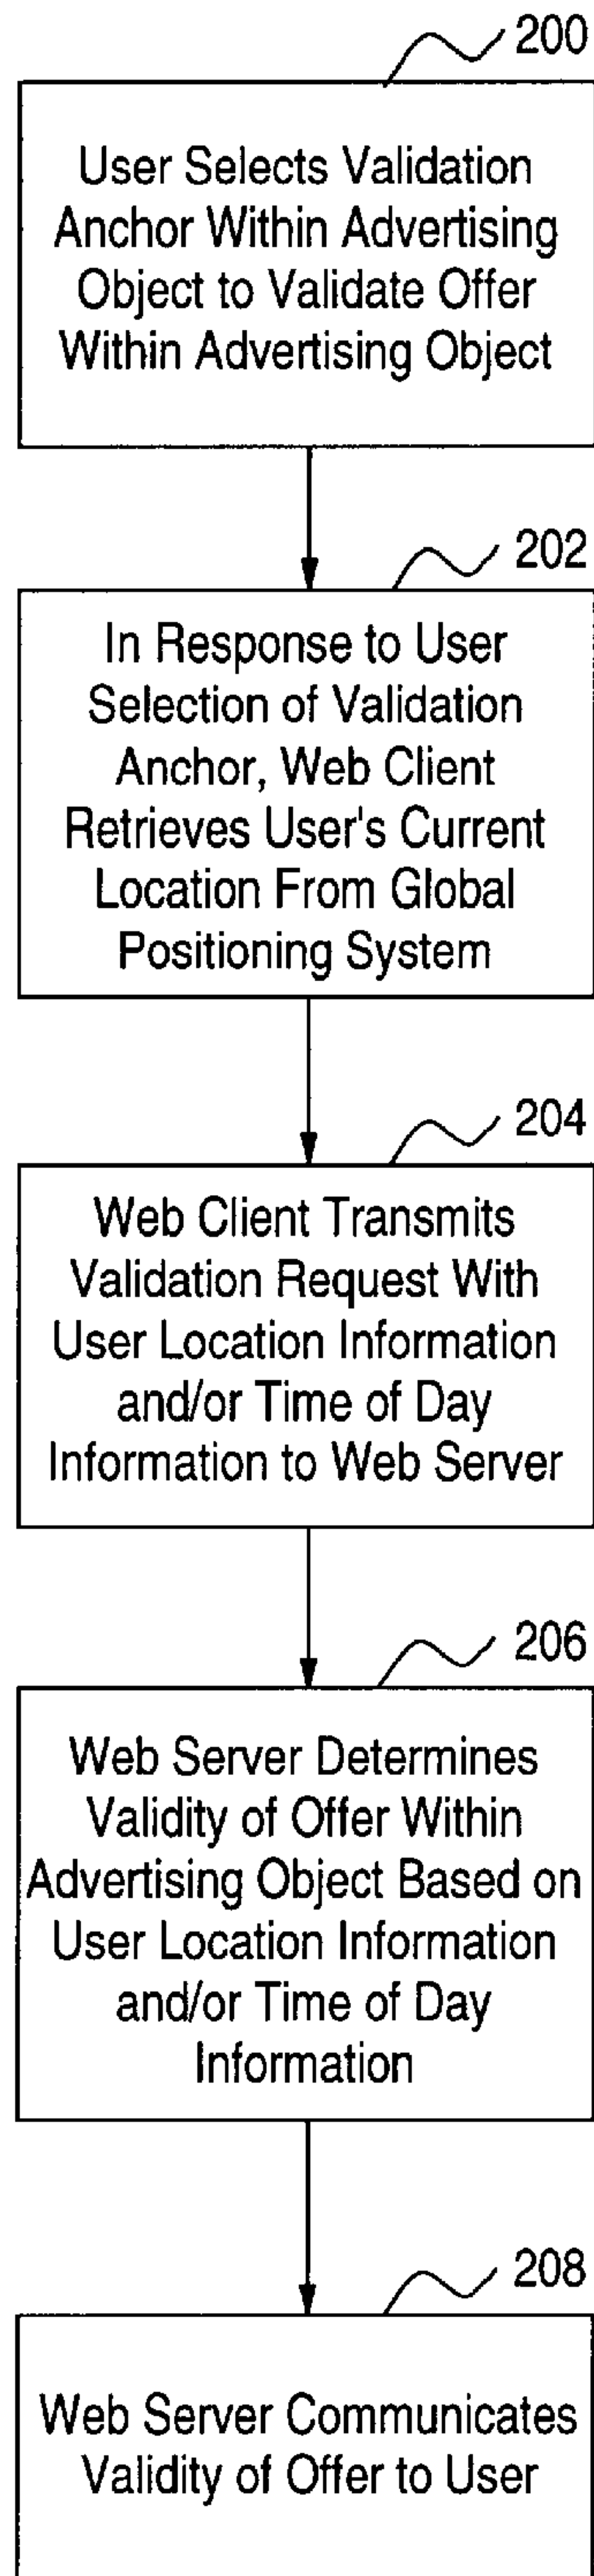 200
User Selects Validation
Anchor Within Advertising
Object to Validate Offer
Within Advertising Object
202
In Response to User
Selection of Validation
Anchor, Web Client
Retrieves User's Current
Location From Global
Positioning System
204
Web Client Transmits
Validation Request With
User Location Information
and/or Time of Day
Information to Web Server
206
Web Server Determines
Validity of Offer Within
Advertising Object Based on
User Location Information
and/or Time of Day
Information
208
Web Server Communicates
Validity of Offer to User